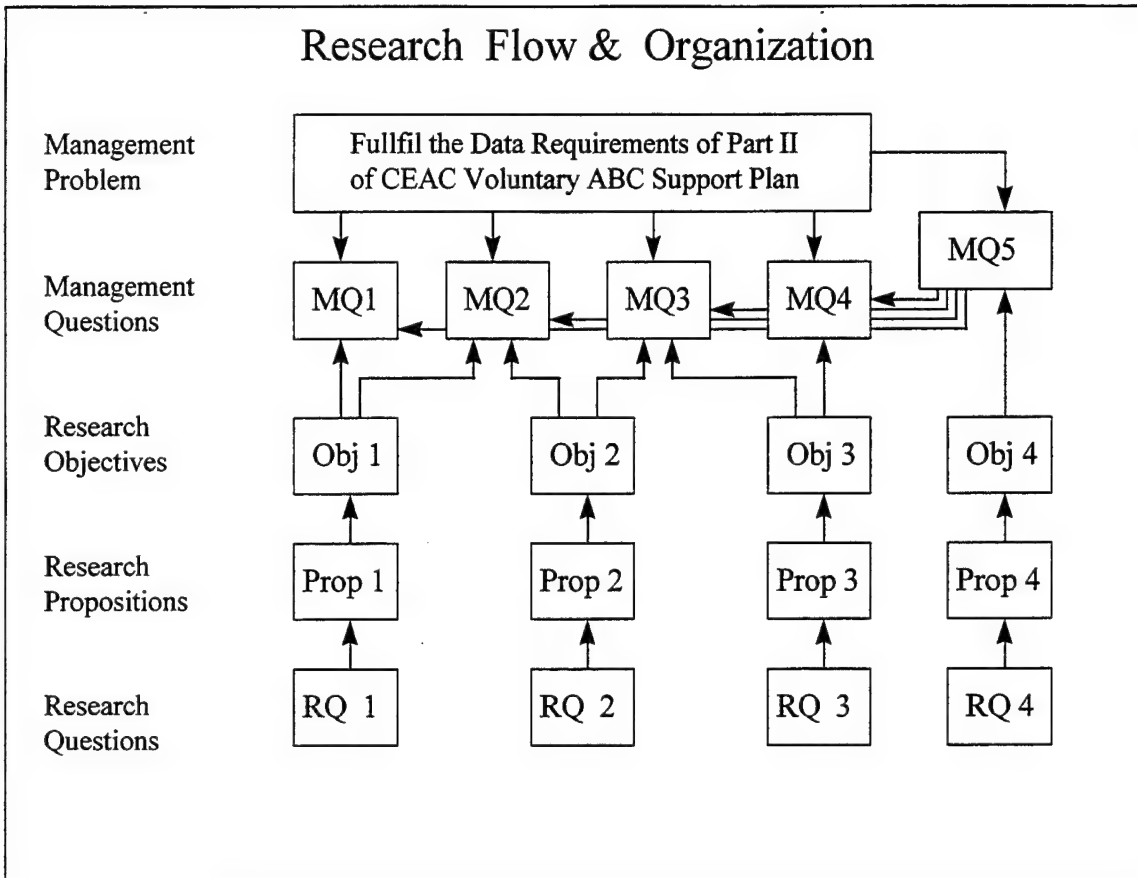 Research Flow & Organization
Management
Problem
Fullfil the Data Requirements of Part II
of CEAC Voluntary ABC Support Plan
MQ5
Management
Questions
MQ1
MQ2
MQ3
MQ4
Research
Objectives
Obj 1
Obj 2
Obj 3
Obj 4
Research
Propositions
Prop 1
Prop 2
Prop 3
Prop 4
Research
Questions
RQ 1
RQ 2
RQ 3
RQ 4